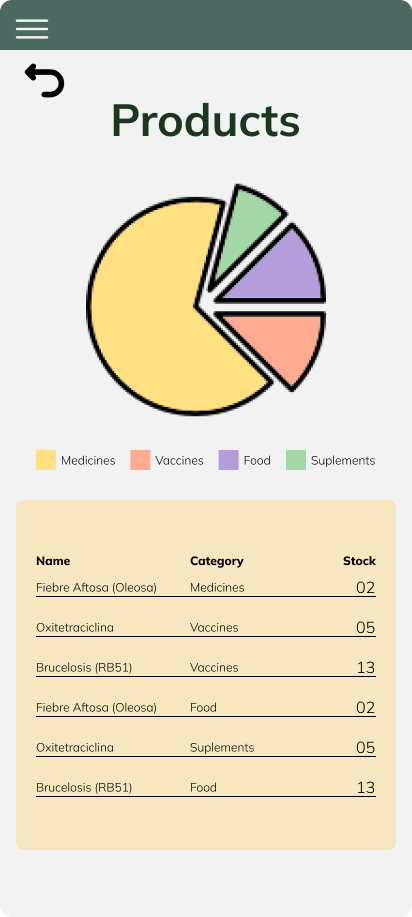 Products
Medicines Vaccines Food Suplements
Name Category Stock
Fiebre Aftosa (Oleosa) Medicines 02
Oxitetraciclina Vaccines 05
Brucelosis (RB51) Vaccines 13
Fiebre Aftosa (Oleosa) Food 02
Oxitetraciclina Suplements 05
Brucelosis (RB51) Food 13